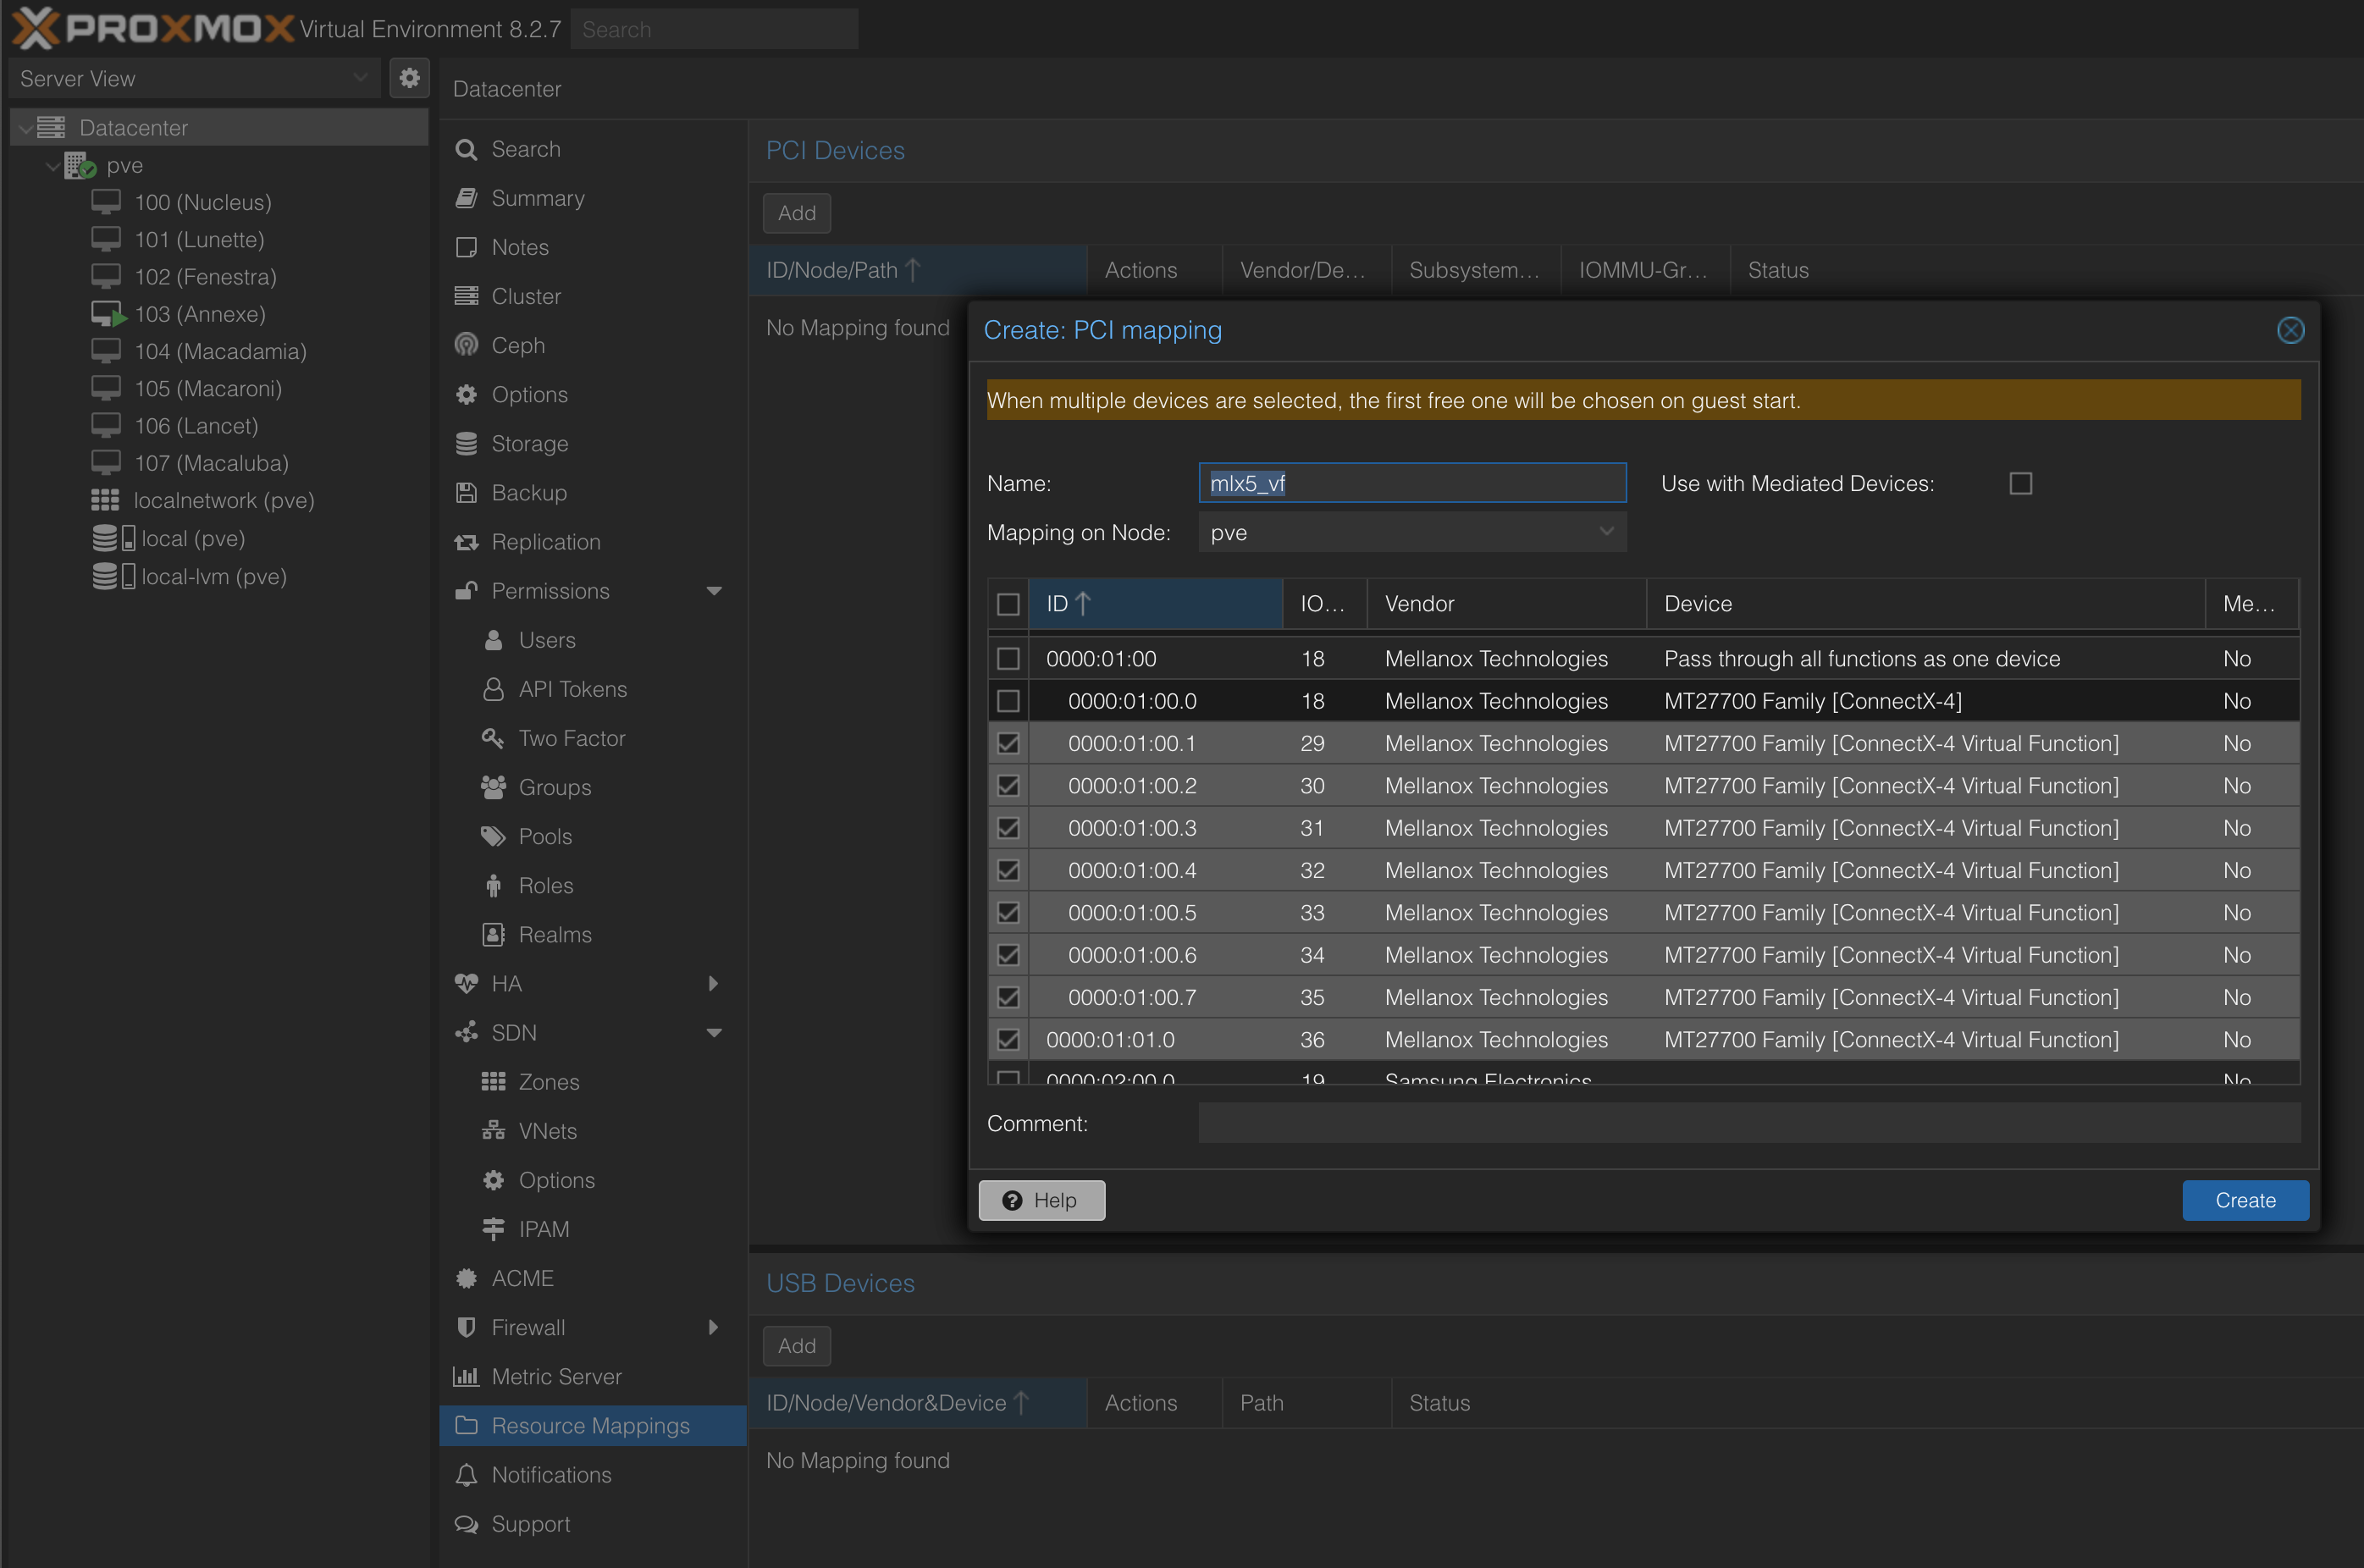 PROXMOX Virtual Environment 8.2.7 Search
Server View
Datacenter
pve
100 (Nucleus)
101 (Lunette)
102 (Fenestra)
103 (Annexe)
104 (Macadamia)
105 (Macaroni)
106 (Lancet)
107 (Macaluba)
localnetwork (pve)
local (pve)
local-lvm (pve)
Datacenter
Search
Summary
Notes
Cluster
Ceph
Options
Storage
Backup
Replication
Permissions
Users
API Tokens
Two Factor
Groups
Pools
Roles
Realms
HA
SDN
Zones
VNets
Options
IPAM
ACME
Firewall
Metric Server
Resource Mappings
Notifications
Support
PCI Devices
Add
ID/Node/Path Actions Vendor/De... Subsystem... IOMMU-Gr... Status
No Mapping found
Create: PCI mapping
When multiple devices are selected, the first free one will be chosen on guest start.
Name: mlx5_vf Use with Mediated Devices:
Mapping on Node: pve
ID IO... Vendor Device Me...
0000:01:00 18 Mellanox Technologies Pass through all functions as one device No
0000:01:00.0 18 Mellanox Technologies MT27700 Family [ConnectX-4] No
0000:01:00.1 29 Mellanox Technologies MT27700 Family [ConnectX-4 Virtual Function] No
0000:01:00.2 30 Mellanox Technologies MT27700 Family [ConnectX-4 Virtual Function] No
0000:01:00.3 31 Mellanox Technologies MT27700 Family [ConnectX-4 Virtual Function] No
0000:01:00.4 32 Mellanox Technologies MT27700 Family [ConnectX-4 Virtual Function] No
0000:01:00.5 33 Mellanox Technologies MT27700 Family [ConnectX-4 Virtual Function] No
0000:01:00.6 34 Mellanox Technologies MT27700 Family [ConnectX-4 Virtual Function] No
0000:01:00.7 35 Mellanox Technologies MT27700 Family [ConnectX-4 Virtual Function] No
0000:01:01.0 36 Mellanox Technologies MT27700 Family [ConnectX-4 Virtual Function] No
0000:02:00.0 19 Samsung Electronics No
Comment:
Help Create
USB Devices
Add
ID/Node/Vendor&Device Actions Path Status
No Mapping found